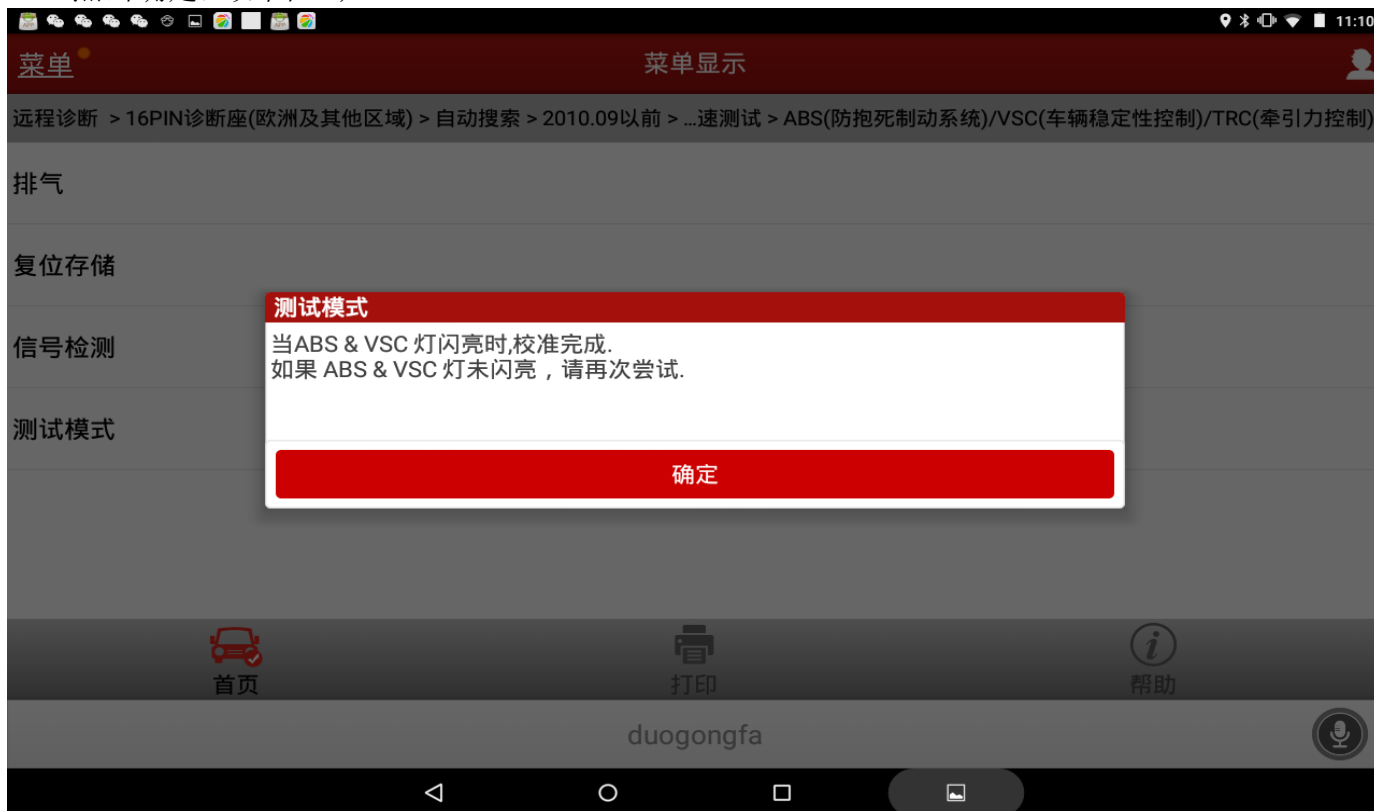 11:10
菜单
菜单显示
远程诊断 > 16PIN诊断座(欧洲及其他区域) > 自动搜索 > 2010.09以前 > ...速测试 > ABS(防抱死制动系统)/VSC(车辆稳定性控制)/TRC(牵引力控制)
排气
复位存储
信号检测
测试模式
测试模式
当ABS & VSC 灯闪亮时,校准完成.
如果 ABS & VSC 灯未闪亮，请再次尝试.
确定
首页
打印
帮助
duogongfa